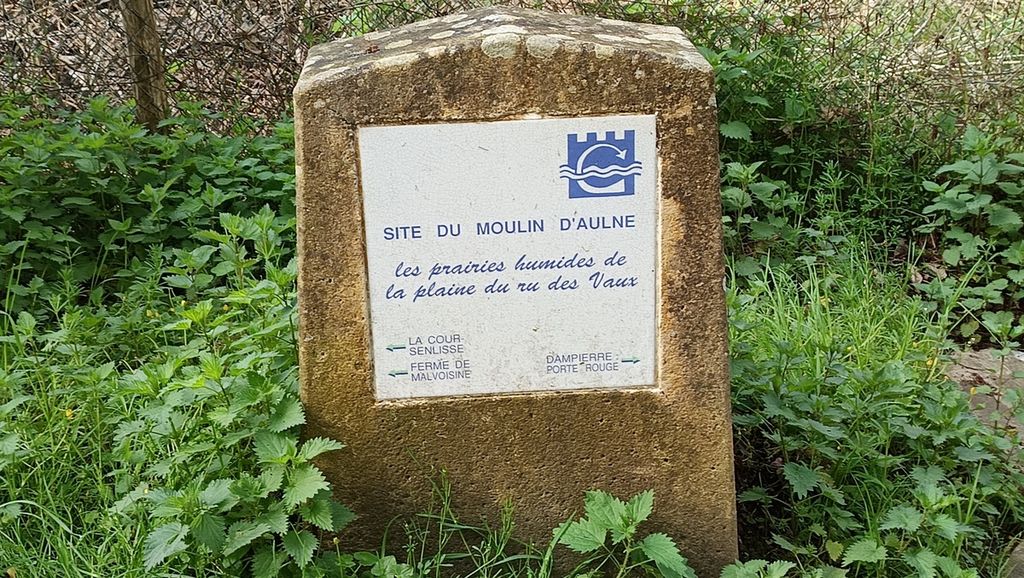 SITE DU MOULIN D'AULNE
les prairies humides de
la plaine du ru des Vaux
LA COUR-
SENLISSE
FERME DE
MALVOISINE
DAMPIERRE
PORTE ROUGE